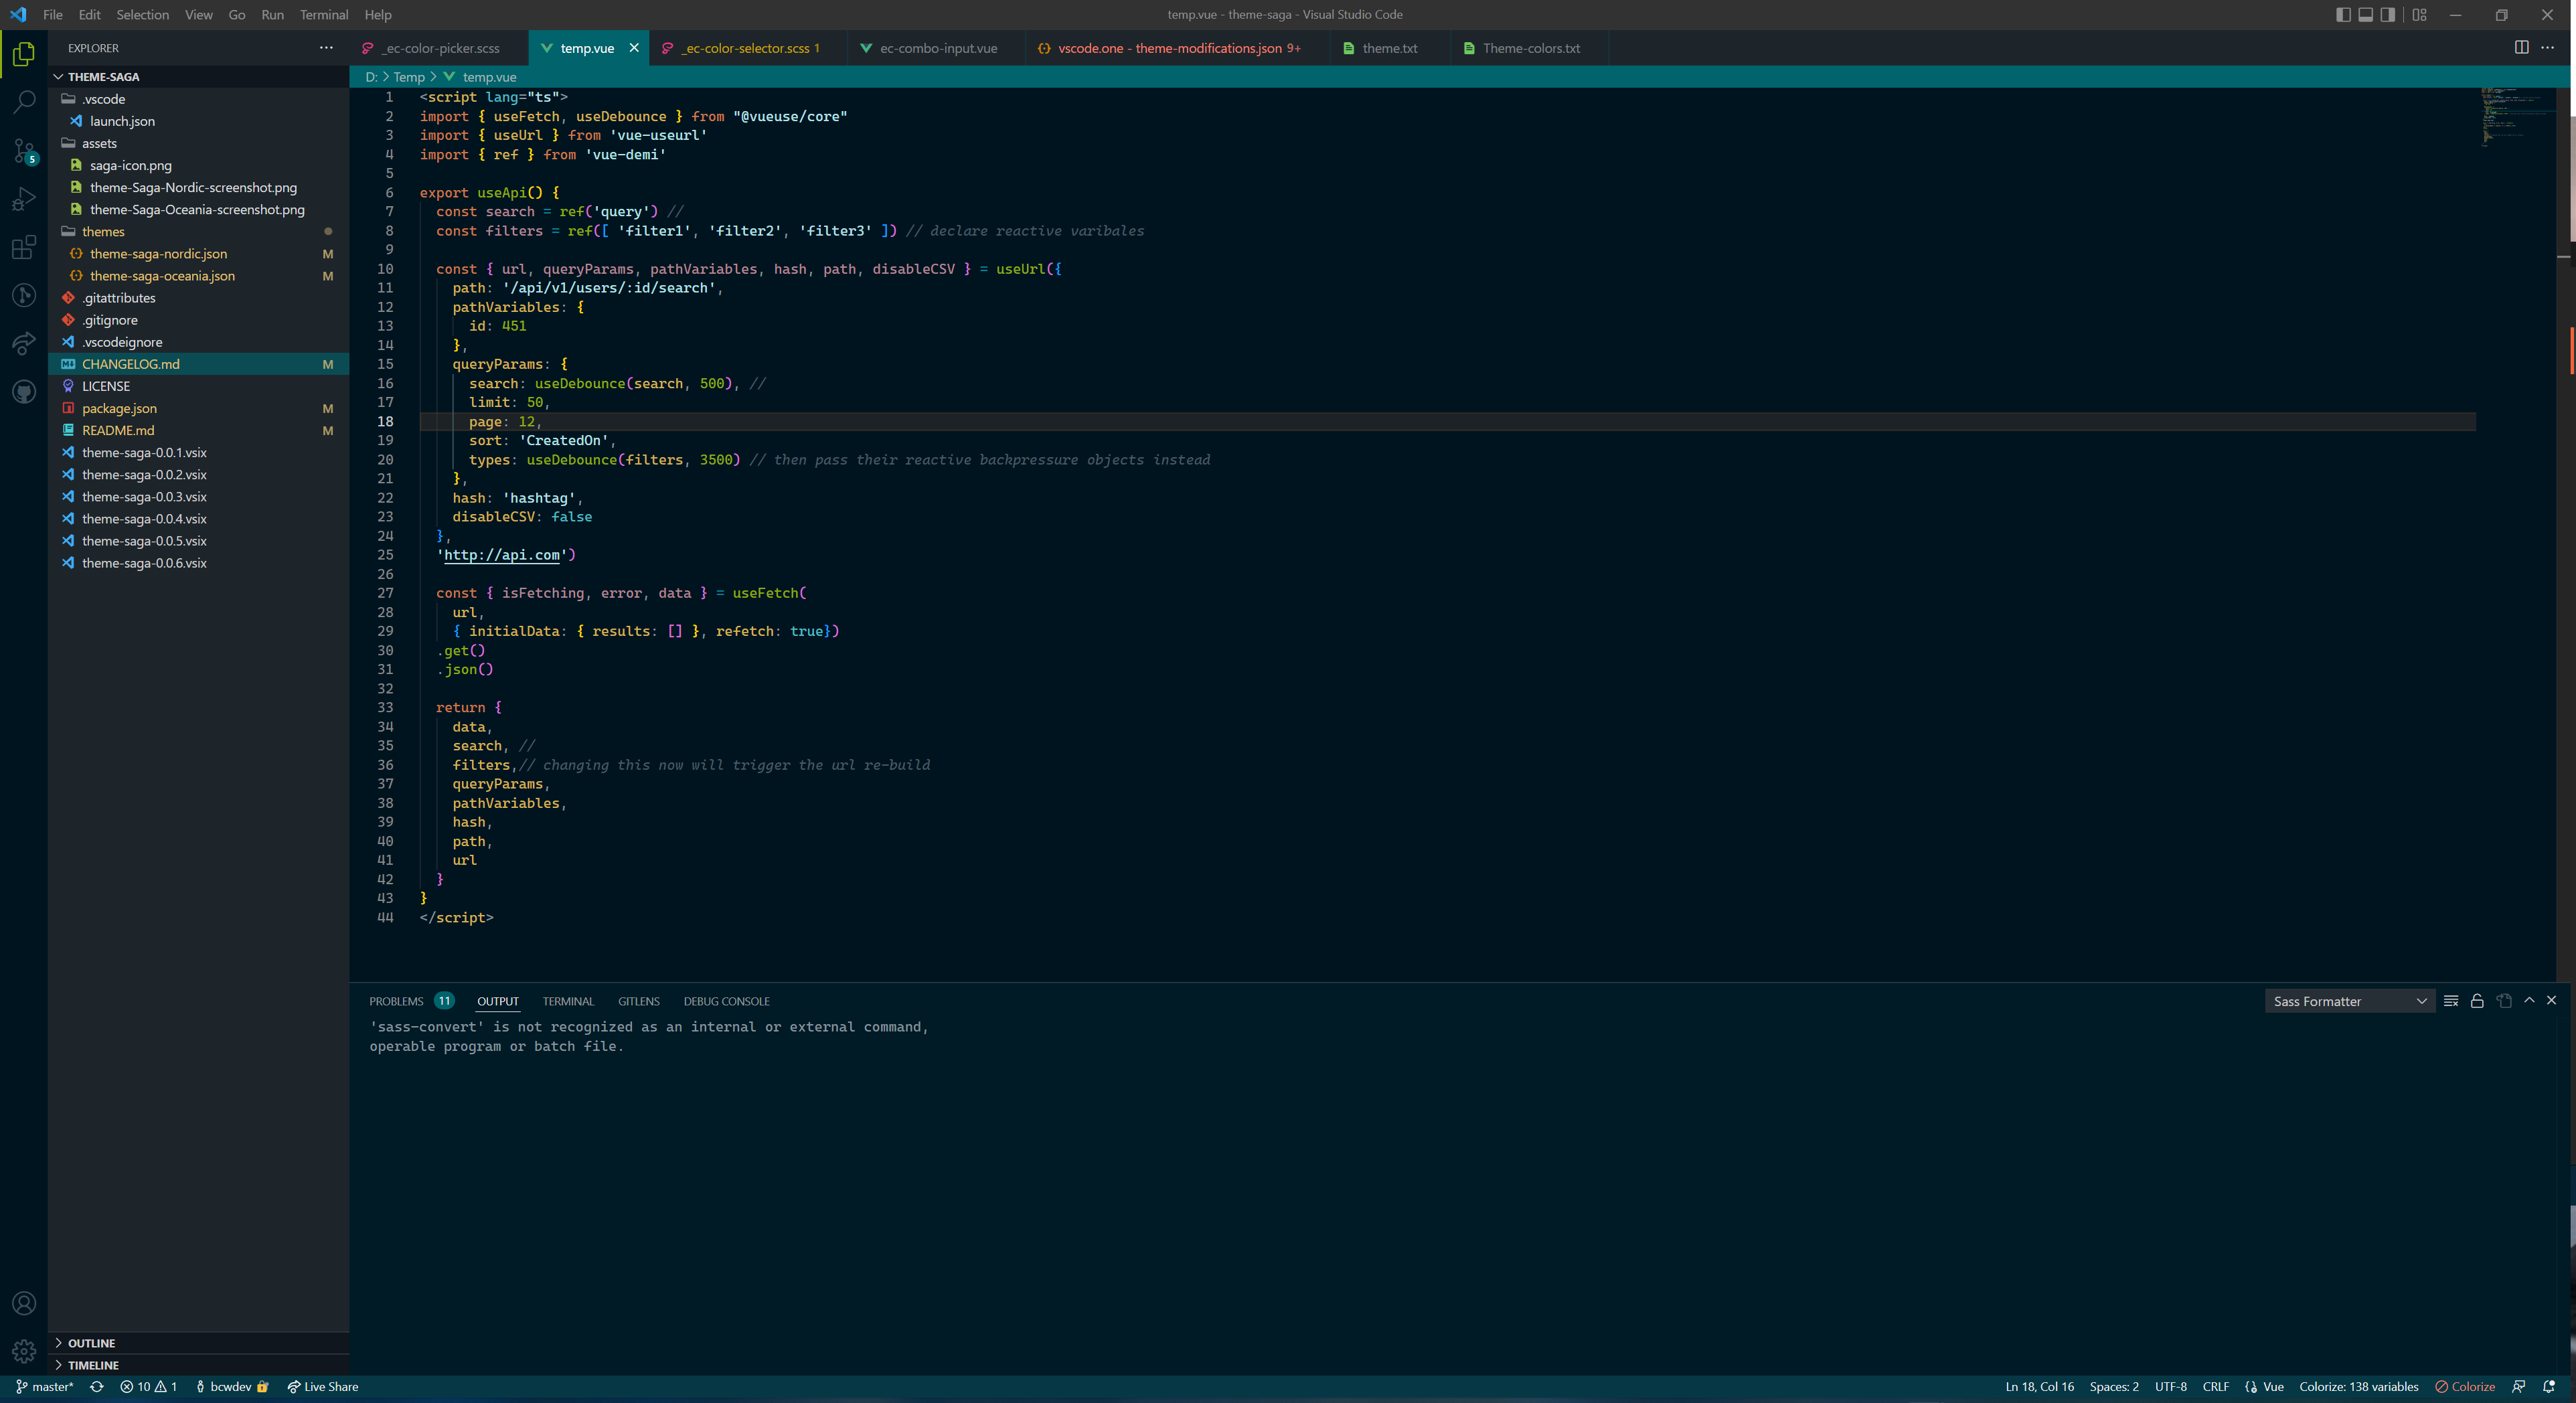 File Edit Selection View Go Run Terminal Help
temp.vue - theme-saga - Visual Studio Code
EXPLORER
_ec-color-picker.scss
temp.vue
_ec-color-selector.scss 1
ec-combo-input.vue
vscode.one - theme-modifications.json 9+
theme.txt
Theme-colors.txt
THEME-SAGA
.vscode
launch.json
assets
saga-icon.png
theme-Saga-Nordic-screenshot.png
theme-Saga-Oceania-screenshot.png
themes
theme-saga-nordic.json M
theme-saga-oceania.json M
.gitattributes
.gitignore
.vscodeignore
CHANGELOG.md M
LICENSE
package.json M
README.md M
theme-saga-0.0.1.vsix
theme-saga-0.0.2.vsix
theme-saga-0.0.3.vsix
theme-saga-0.0.4.vsix
theme-saga-0.0.5.vsix
theme-saga-0.0.6.vsix
5
OUTLINE
TIMELINE
D: > Temp > temp.vue
1 <script lang="ts">
2 import { useFetch, useDebounce } from "@vueuse/core"
3 import { useUrl } from 'vue-useurl'
4 import { ref } from 'vue-demi'
5
6 export useApi() {
7 const search = ref('query') //
8 const filters = ref([ 'filter1', 'filter2', 'filter3' ]) // declare reactive varibales
9
10 const { url, queryParams, pathVariables, hash, path, disableCSV } = useUrl({
11 path: '/api/v1/users/:id/search',
12 pathVariables: {
13 id: 451
14 },
15 queryParams: {
16 search: useDebounce(search, 500), //
17 limit: 50,
18 page: 12,
19 sort: 'CreatedOn',
20 types: useDebounce(filters, 3500) // then pass their reactive backpressure objects instead
21 },
22 hash: 'hashtag',
23 disableCSV: false
24 },
25 'http://api.com')
26
27 const { isFetching, error, data } = useFetch(
28 url,
29 { initialData: { results: [] }, refetch: true})
30 .get()
31 .json()
32
33 return {
34 data,
35 search, //
36 filters,// changing this now will trigger the url re-build
37 queryParams,
38 pathVariables,
39 hash,
40 path,
41 url
42 }
43 }
44 </script>
PROBLEMS 11 OUTPUT TERMINAL GITLENS DEBUG CONSOLE
Sass Formatter
'sass-convert' is not recognized as an internal or external command,
operable program or batch file.
master* 10 1 bcwdev Live Share
Ln 18, Col 16 Spaces: 2 UTF-8 CRLF Vue Colorize: 138 variables Colorize